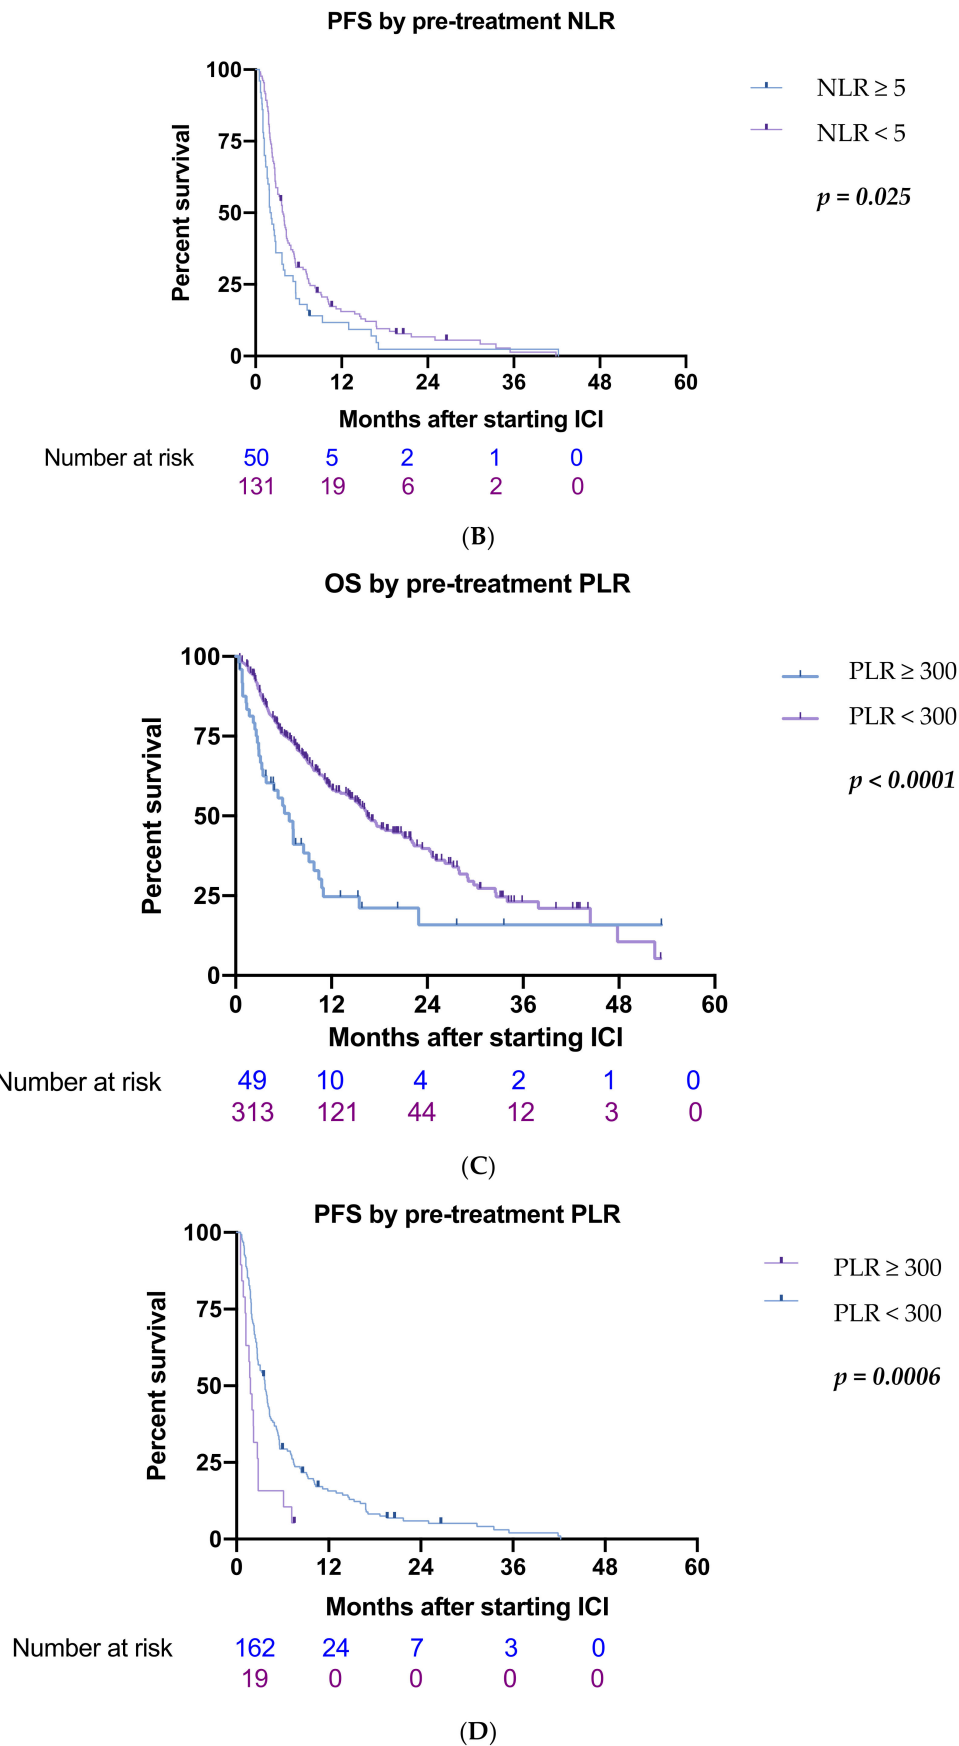 PFS by pre-treatment NLR
100
75
50
25
0
Percent survival
0 12 24 36 48 60
Months after starting ICI
NLR ≥ 5
NLR < 5
p = 0.025
Number at risk 50 5 2 1 0
131 19 6 2 0
(B)
OS by pre-treatment PLR
100
75
50
25
0
Percent survival
0 12 24 36 48 60
Months after starting ICI
PLR ≥ 300
PLR < 300
p < 0.0001
Number at risk 49 10 4 2 1 0
313 121 44 12 3 0
(C)
PFS by pre-treatment PLR
100
75
50
25
0
Percent survival
0 12 24 36 48 60
Months after starting ICI
PLR ≥ 300
PLR < 300
p = 0.0006
Number at risk 162 24 7 3 0
19 0 0 0 0
(D)